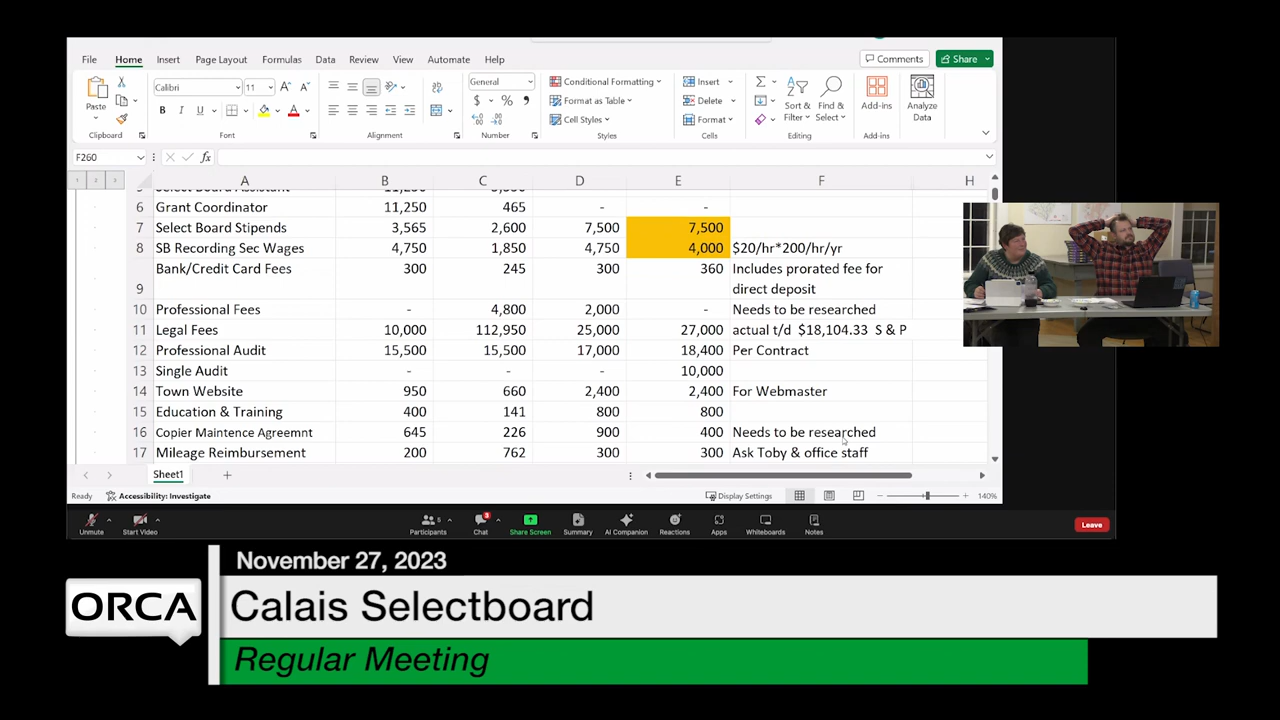 File Home Insert Page Layout Formulas Data Review View Automate Help Comments Share
Calibri 11 A A General Conditional Formatting Insert
Paste B I U A $ % Format as Table Delete Sort & Filter Find & Select Add-ins Analyze Data
Cell Styles Format
Clipboard Font Alignment Number Styles Cells Editing Add-ins
F260 fx
1 2 3 A B C D E F H
5 Select Board Assistant 11,250
6 Grant Coordinator 11,250 465 - -
7 Select Board Stipends 3,565 2,600 7,500 7,500
8 SB Recording Sec Wages 4,750 1,850 4,750 4,000 $20/hr*200/hr/yr
Bank/Credit Card Fees 300 245 300 360 Includes prorated fee for
9 direct deposit
10 Professional Fees 4,800 2,000 - Needs to be researched
11 Legal Fees 10,000 112,950 25,000 27,000 actual t/d $18,104.33 S & P
12 Professional Audit 15,500 15,500 17,000 18,400 Per Contract
13 Single Audit - - - 10,000
14 Town Website 950 660 2,400 2,400 For Webmaster
15 Education & Training 400 141 800 800
16 Copier Maintence Agreemnt 645 226 900 400 Needs to be researched
17 Mileage Reimbursement 200 762 300 300 Ask Toby & office staff
Sheet1 +
Ready Accessibility: Investigate Display Settings - + 140%
Unmute Start Video Participants 5 Chat Share Screen Summary AI Companion Reactions Apps Whiteboards Notes Leave
November 27, 2023
ORCA Calais Selectboard
Regular Meeting